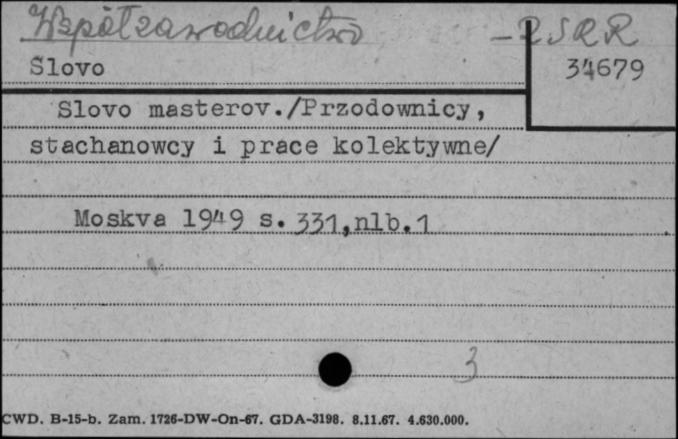 Współzawodnictwo - RSRR
Slovo
34679
Slovo masterov./Przodownicy,
stachanowcy i prace kolektywne/
Moskva 1949 s. 331,nlb.1
3
CWD. B-15-b. Zam. 1726-DW-On-67. GDA-3198. 8.11.67. 4.630.000.